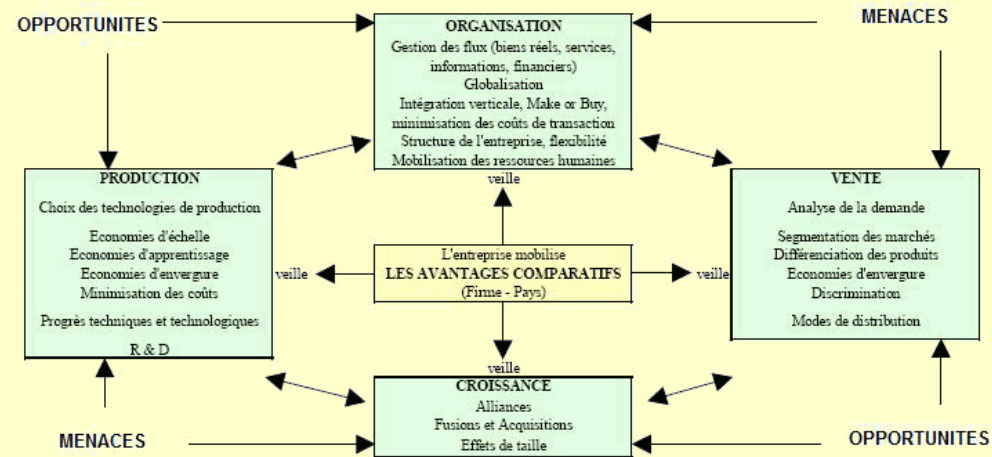 OPPORTUNITES
MENACES
ORGANISATION
Gestion des flux (biens réels, services,
informations, financiers)
Globalisation
Intégration verticale, Make or Buy,
minimisation des coûts de transaction
Structure de l'entreprise, flexibilité
Mobilisation des ressources humaines
veille
PRODUCTION
Choix des technologies de production
Economies d'échelle
Economies d'apprentissage
Economies d'envergure
Minimisation des coûts
Progrès techniques et technologiques
R & D
veille
L'entreprise mobilise
LES AVANTAGES COMPARATIFS
(Firme - Pays)
veille
VENTE
Analyse de la demande
Segmentation des marchés
Différenciation des produits
Economies d'envergure
Discrimination
Modes de distribution
veille
CROISSANCE
Alliances
Fusions et Acquisitions
Effets de taille
MENACES
OPPORTUNITES